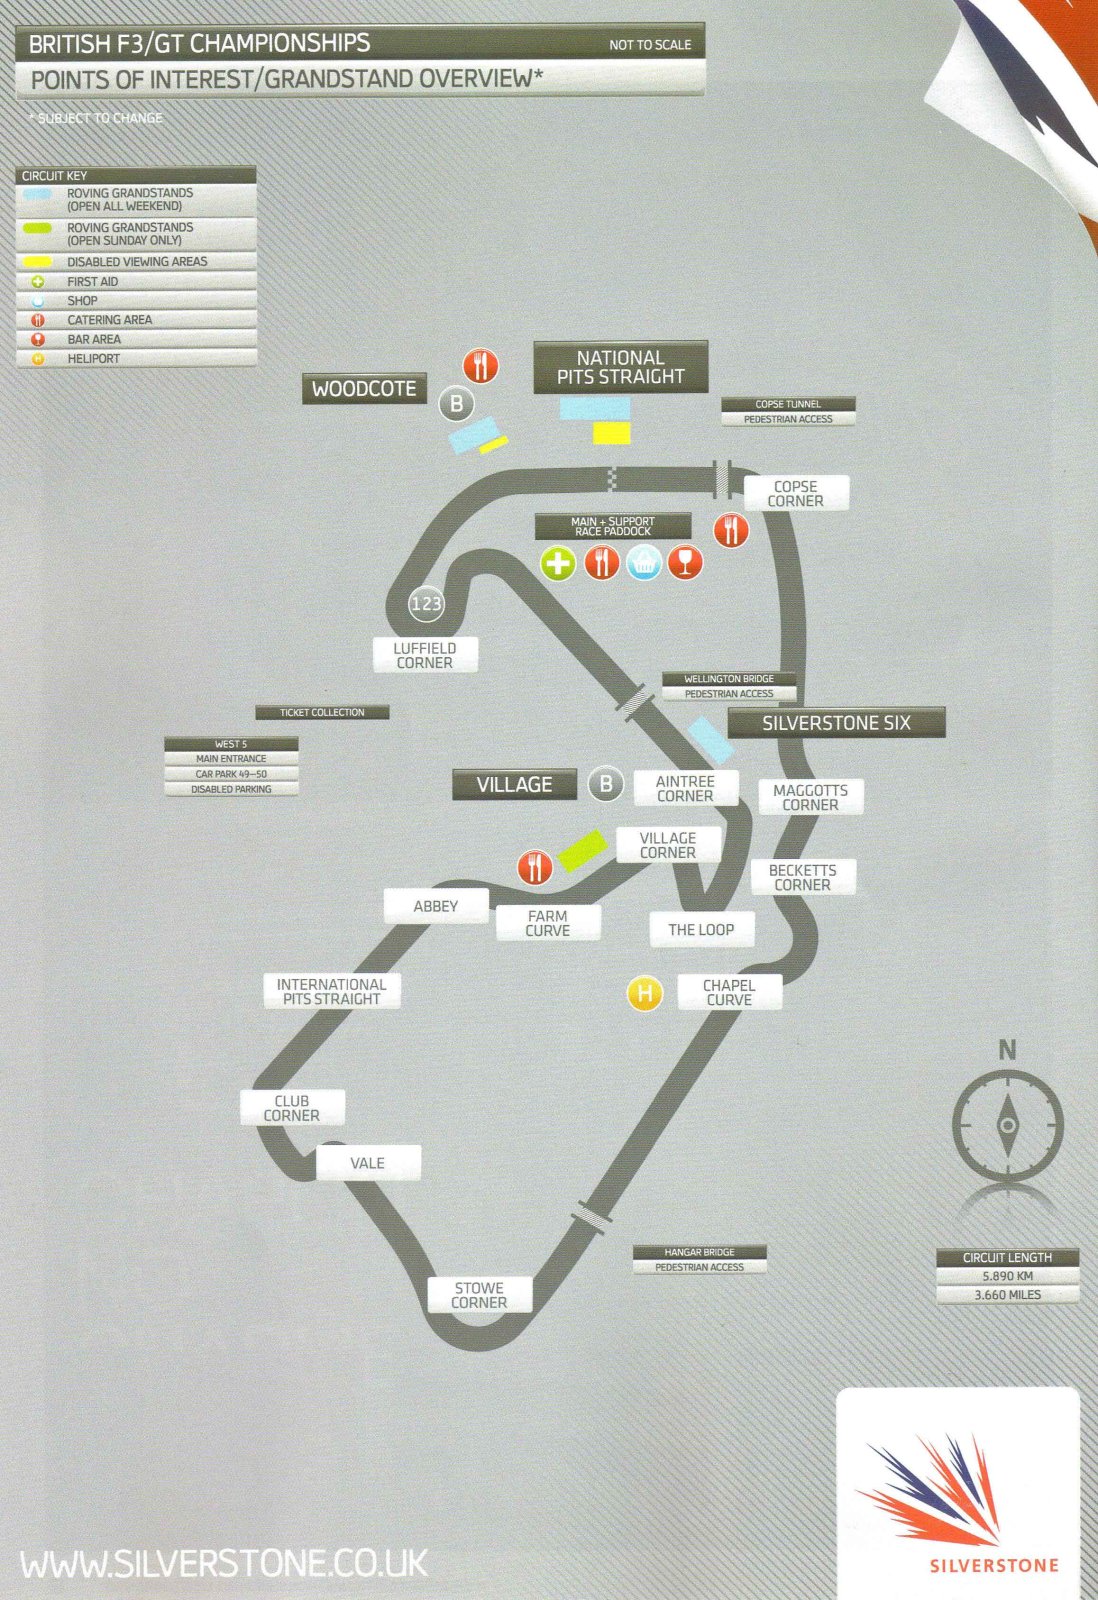 BRITISH F3/GT CHAMPIONSHIPS
NOT TO SCALE
POINTS OF INTEREST/GRANDSTAND OVERVIEW*
* SUBJECT TO CHANGE
CIRCUIT KEY
ROVING GRANDSTANDS
(OPEN ALL WEEKEND)
ROVING GRANDSTANDS
(OPEN SUNDAY ONLY)
DISABLED VIEWING AREAS
FIRST AID
SHOP
CATERING AREA
BAR AREA
H HELIPORT
NATIONAL
PITS STRAIGHT
WOODCOTE
B
COPSE TUNNEL
PEDESTRIAN ACCESS
COPSE
CORNER
MAIN + SUPPORT
RACE PADDOCK
123
LUFFIELD
CORNER
WELLINGTON BRIDGE
PEDESTRIAN ACCESS
TICKET COLLECTION
SILVERSTONE SIX
WEST 5
MAIN ENTRANCE
CAR PARK 49—50
DISABLED PARKING
VILLAGE
B
AINTREE
CORNER
MAGGOTTS
CORNER
VILLAGE
CORNER
BECKETTS
CORNER
ABBEY
FARM
CURVE
THE LOOP
INTERNATIONAL
PITS STRAIGHT
H
CHAPEL
CURVE
N
CLUB
CORNER
VALE
HANGAR BRIDGE
PEDESTRIAN ACCESS
CIRCUIT LENGTH
5.890 KM
3.660 MILES
STOWE
CORNER
WWW.SILVERSTONE.CO.UK
SILVERSTONE